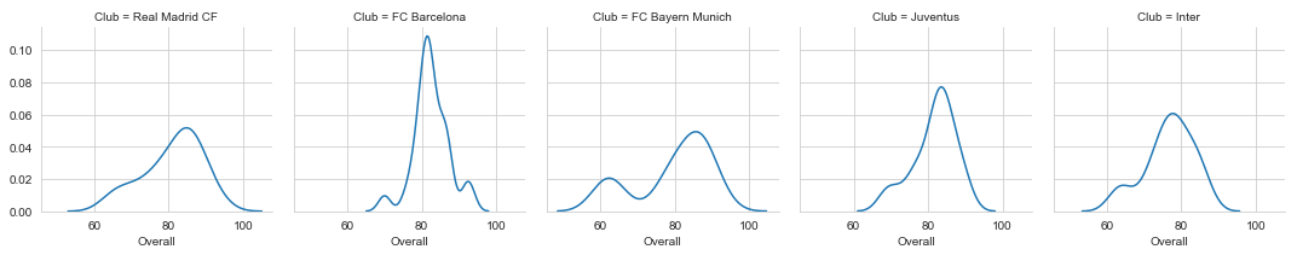 Club = Real Madrid CF
Club = FC Barcelona
Club = FC Bayern Munich
Club = Juventus
Club = Inter
0.10
0.08
0.06
0.04
0.02
0.00
60 80 100
60 80 100
60 80 100
60 80 100
60 80 100
Overall
Overall
Overall
Overall
Overall